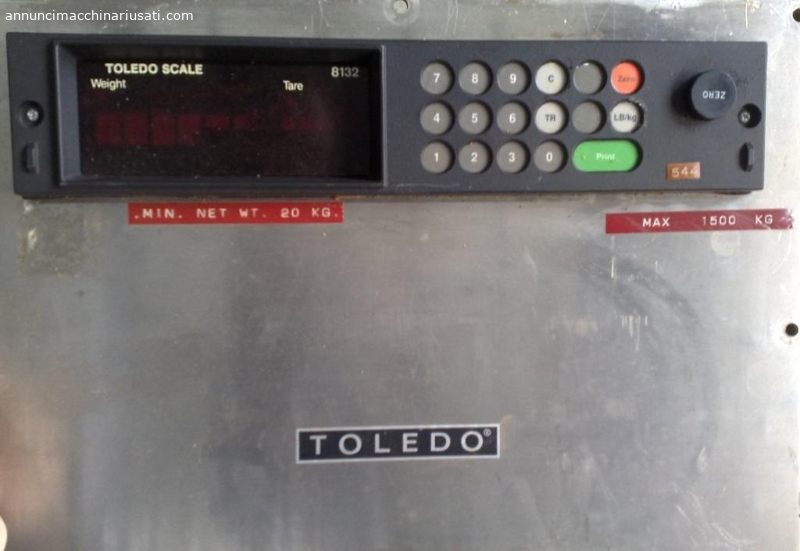 annuncimacchinariusati.com
TOLEDO SCALE
8132
Weight
Tare
7 8 9 C Zero
4 5 6 TR LB/kg
1 2 3 0 Print
ZERO
544
.MIN. NET WT. 20 KG.
MAX 1500 KG
TOLEDO®